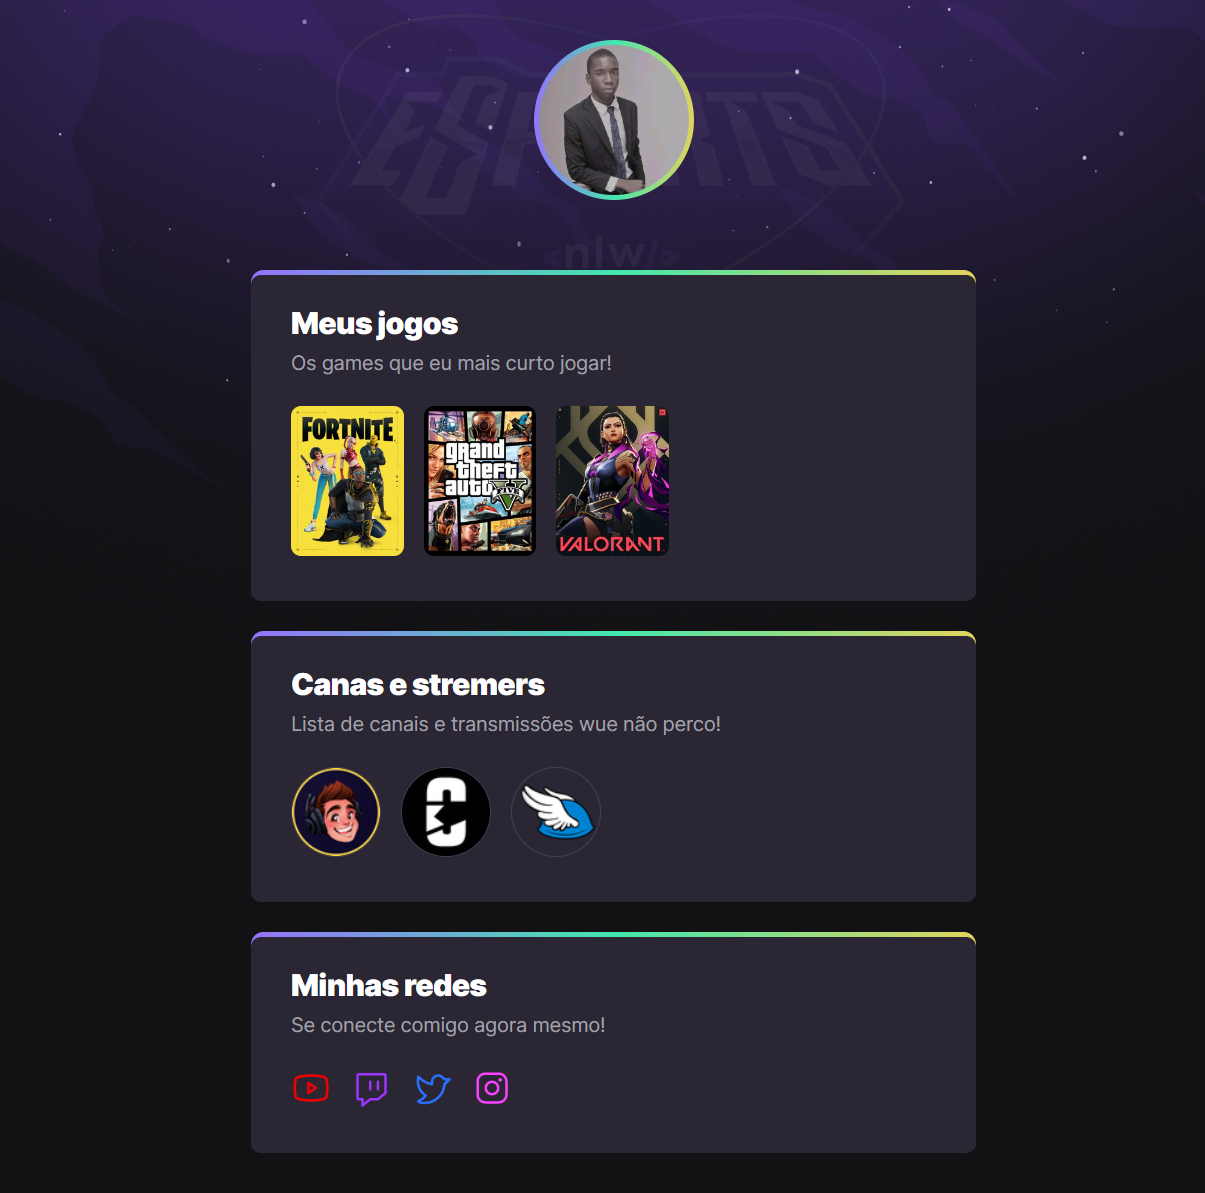 ESPORTS
<nlw/>
Meus jogos
Os games que eu mais curto jogar!
FORTNITE
grand
theft
auto
FIVE
VALORANT
Canas e stremers
Lista de canais e transmissões wue não perco!
Minhas redes
Se conecte comigo agora mesmo!